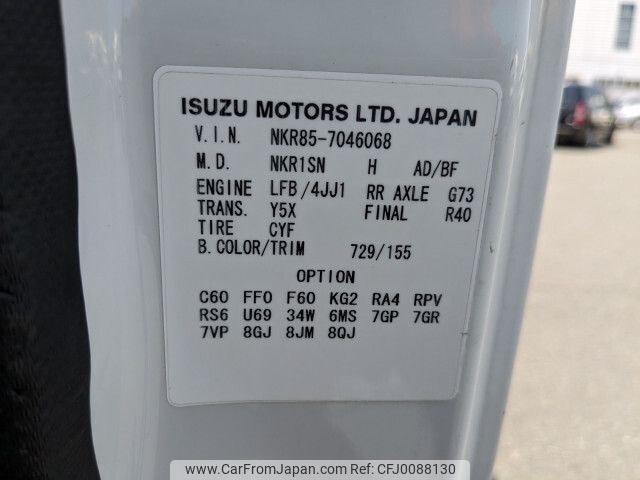 ISUZU MOTORS LTD. JAPAN
V.I.N. NKR85-7046068
M.D. NKR1SN H AD/BF
ENGINE LFB/4JJ1 RR AXLE G73
TRANS. Y5X FINAL R40
TIRE CYF
B.COLOR/TRIM 729/155
OPTION
C60 FF0 F60 KG2 RA4 RPV
RS6 U69 34W 6MS 7GP 7GR
7VP 8GJ 8JM 8QJ
www.CarFromJapan.com | © CarFromJapan (CFJ0088130)